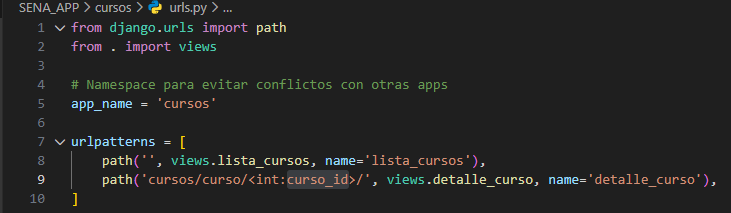 SENA_APP > cursos > urls.py > ...
1 from django.urls import path
2 from . import views
3
4 # Namespace para evitar conflictos con otras apps
5 app_name = 'cursos'
6
7 urlpatterns = [
8     path('', views.lista_cursos, name='lista_cursos'),
9     path('cursos/curso/<int:curso_id>/', views.detalle_curso, name='detalle_curso'),
10 ]